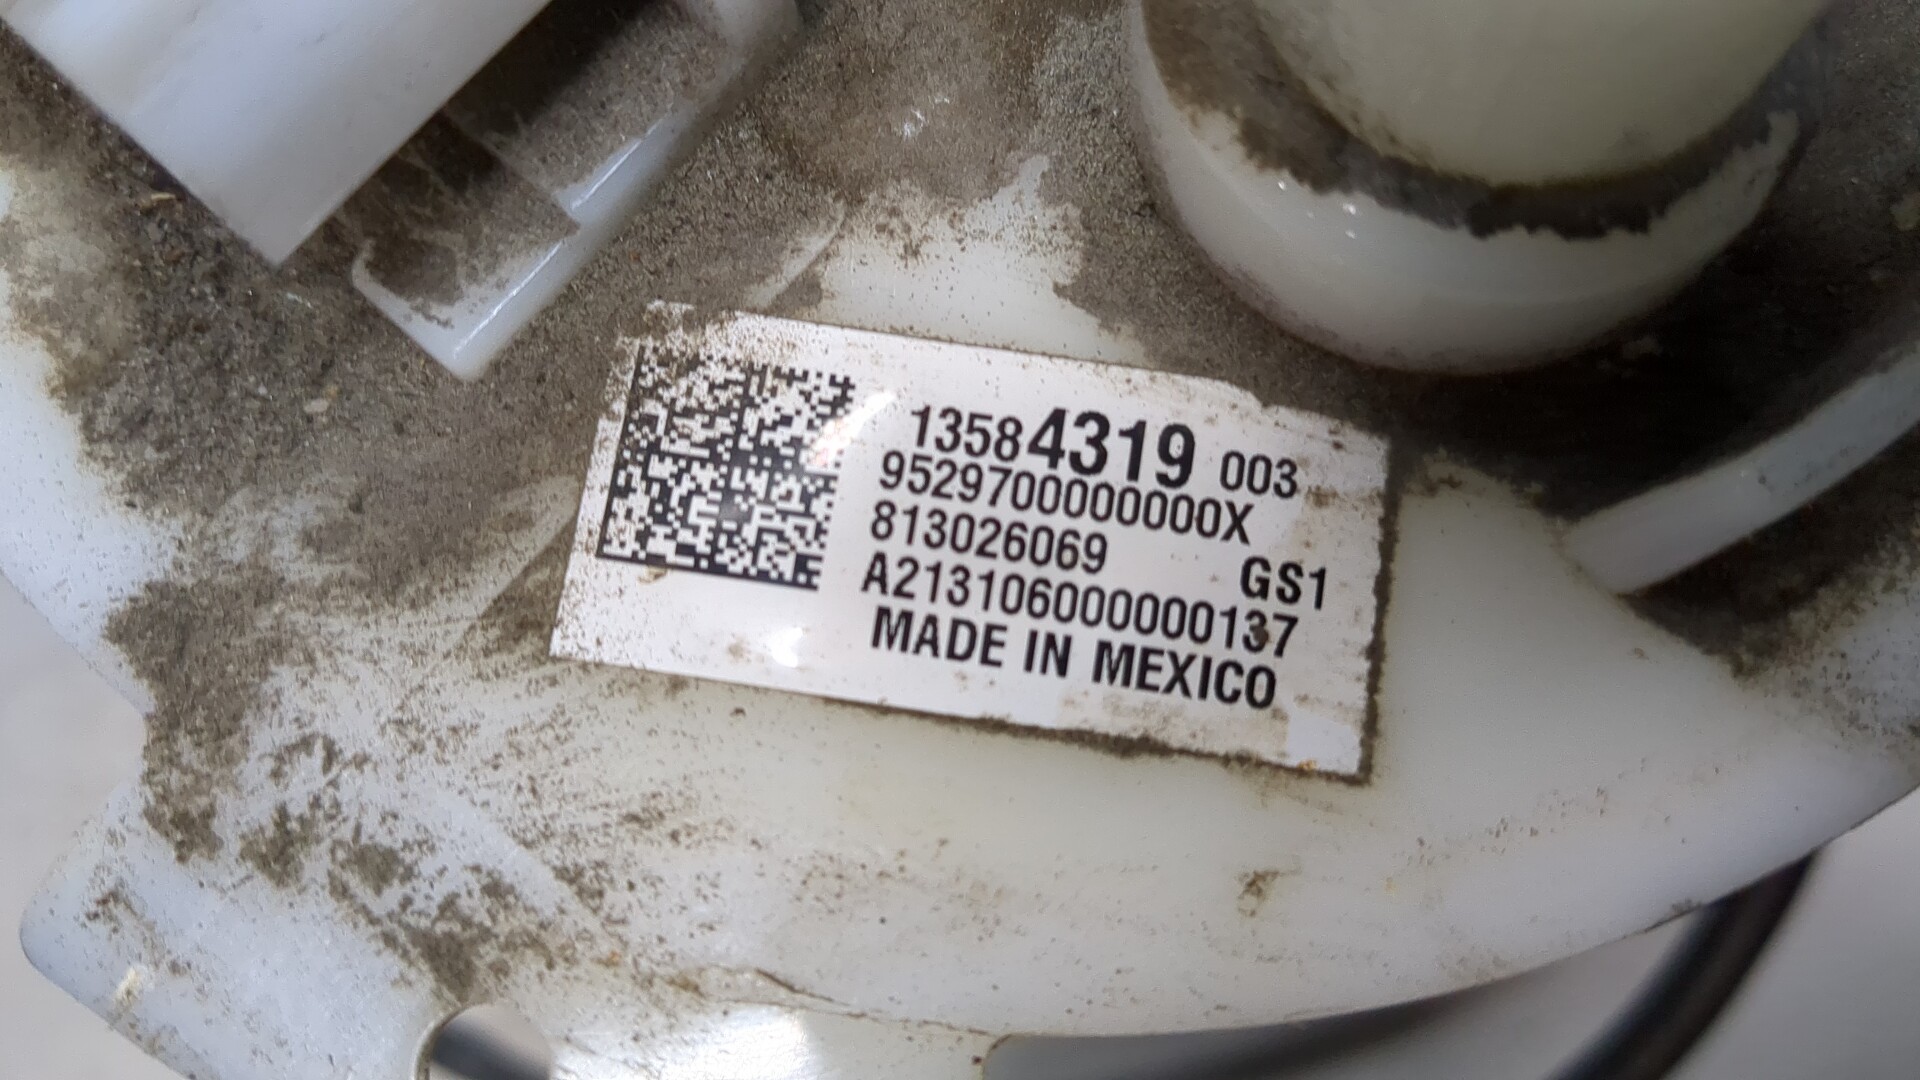 13584319 003
9529700000000X
813026069 GS1
A2131060000000137
MADE IN MEXICO